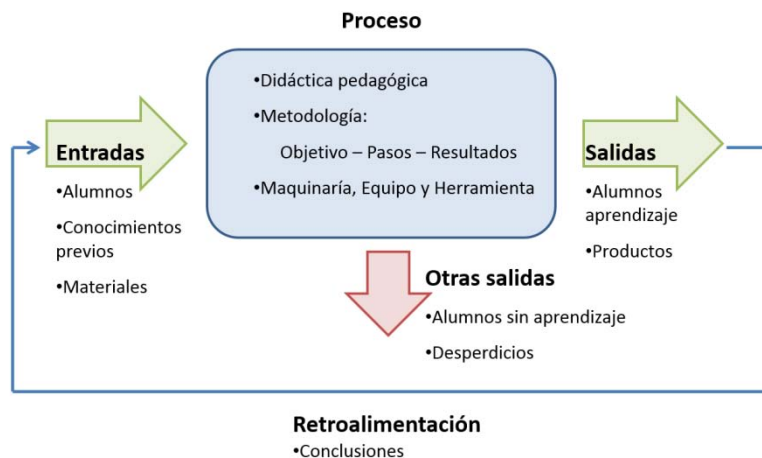 Proceso
•Didáctica pedagógica
•Metodología:
Objetivo – Pasos – Resultados
•Maquinaría, Equipo y Herramienta
Entradas
•Alumnos
•Conocimientos
previos
•Materiales
Salidas
•Alumnos
aprendizaje
•Productos
Otras salidas
•Alumnos sin aprendizaje
•Desperdicios
Retroalimentación
•Conclusiones